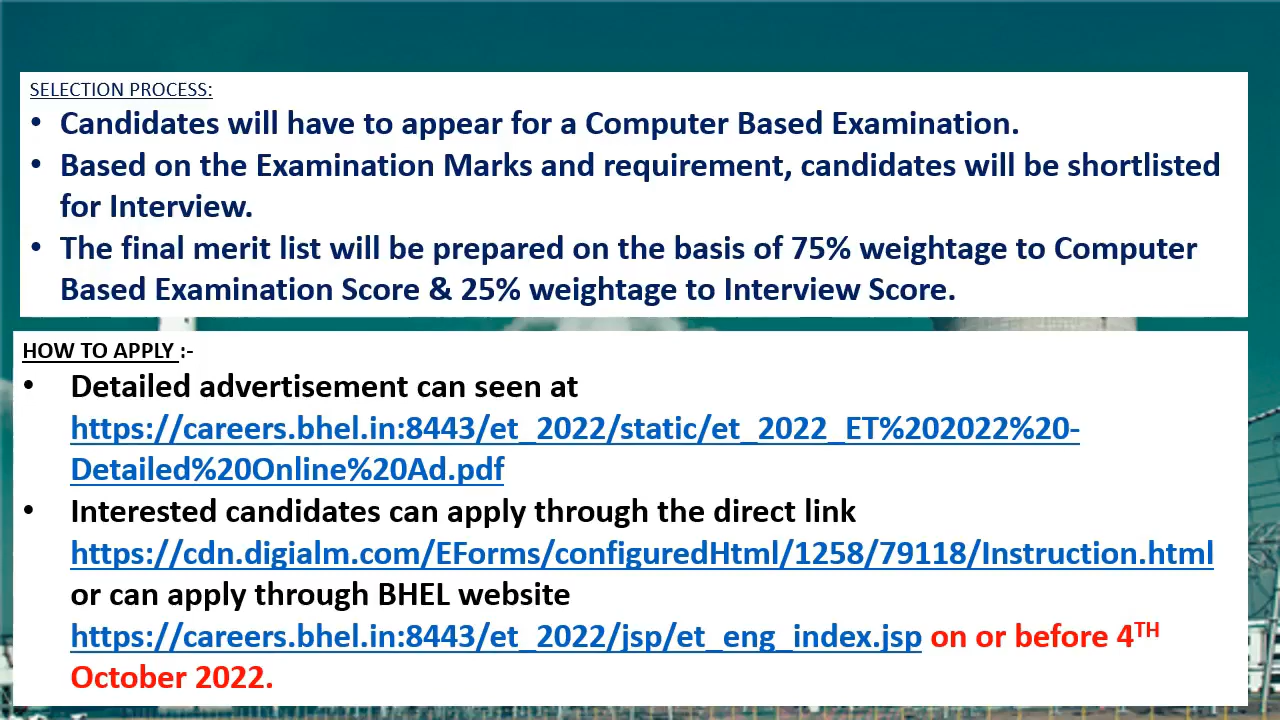 SELECTION PROCESS:
• Candidates will have to appear for a Computer Based Examination.
• Based on the Examination Marks and requirement, candidates will be shortlisted
for Interview.
• The final merit list will be prepared on the basis of 75% weightage to Computer
Based Examination Score & 25% weightage to Interview Score.
HOW TO APPLY :-
• Detailed advertisement can seen at
https://careers.bhel.in:8443/et_2022/static/et_2022_ET%202022%20-
Detailed%20Online%20Ad.pdf
• Interested candidates can apply through the direct link
https://cdn.digialm.com/EForms/configuredHtml/1258/79118/Instruction.html
or can apply through BHEL website
https://careers.bhel.in:8443/et_2022/jsp/et_eng_index.jsp on or before 4TH
October 2022.